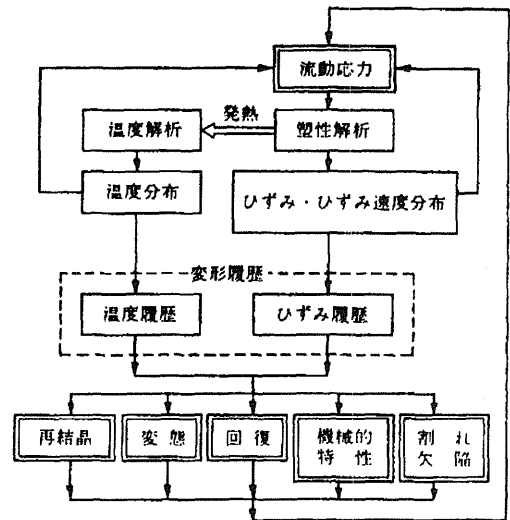 流動応力
発熱
温度解析
塑性解析
温度分布
ひずみ・ひずみ速度分布
変形履歴
温度履歴
ひずみ履歴
再結晶
変態
回復
機械的
特性
割れ
欠陥